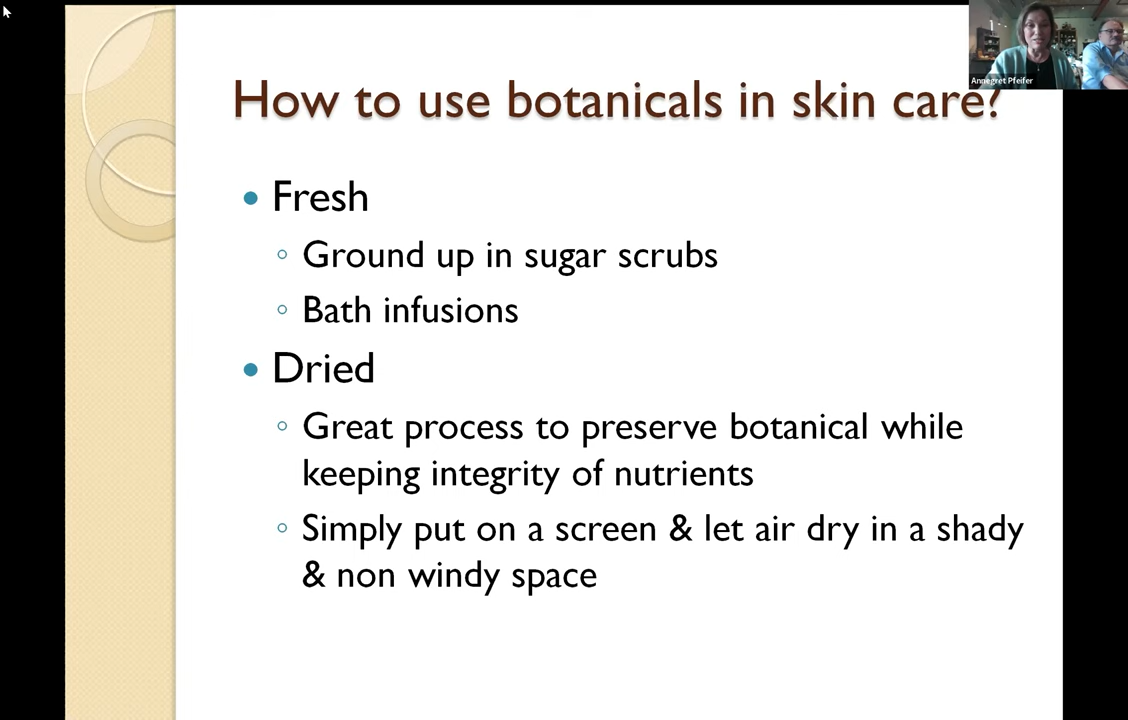 Annegret Pfeifer
How to use botanicals in skin care?
• Fresh
◦ Ground up in sugar scrubs
◦ Bath infusions
• Dried
◦ Great process to preserve botanical while
keeping integrity of nutrients
◦ Simply put on a screen & let air dry in a shady
& non windy space